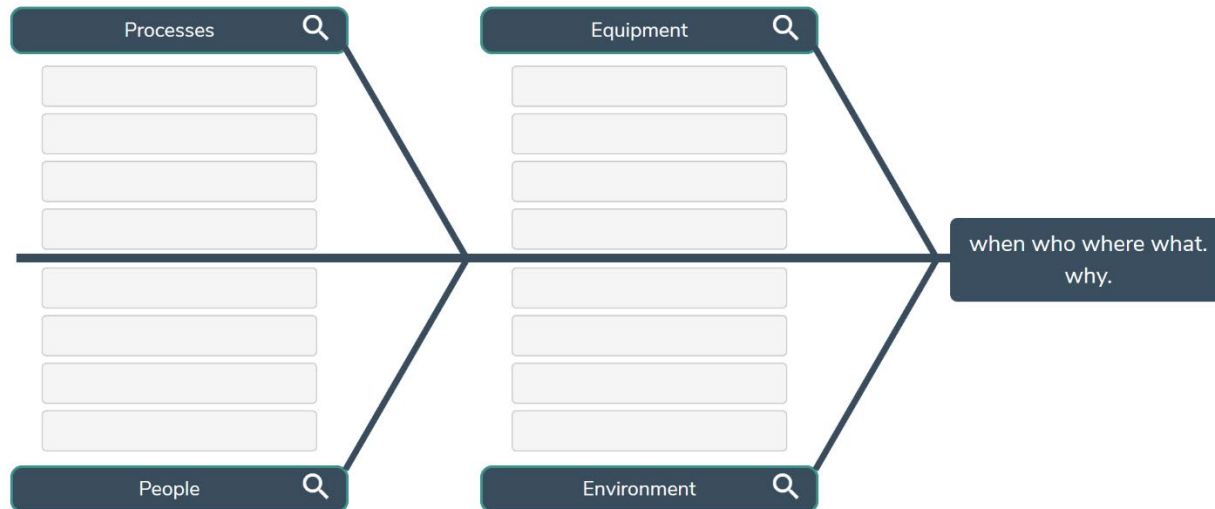 Processes
Equipment
when who where what.
why.
People
Environment